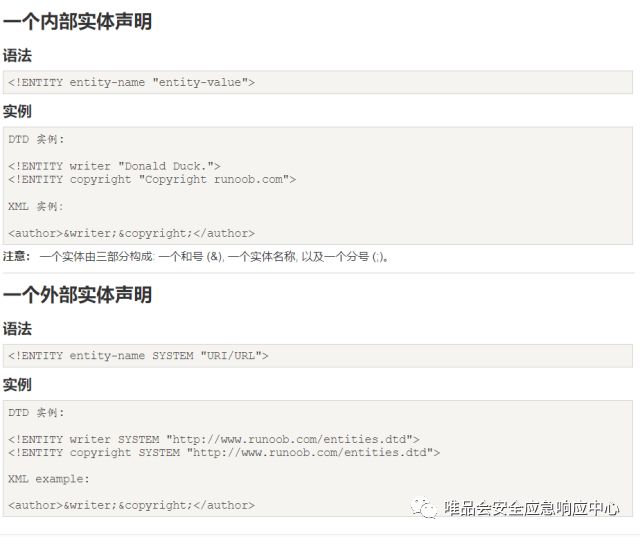 一个内部实体声明
语法
<!ENTITY entity-name "entity-value">
实例
DTD 实例:
<!ENTITY writer "Donald Duck.">
<!ENTITY copyright "Copyright runoob.com">
XML 实例:
<author>&writer;&copyright;</author>
注意： 一个实体由三部分构成: 一个和号 (&), 一个实体名称, 以及一个分号 (;)。
一个外部实体声明
语法
<!ENTITY entity-name SYSTEM "URI/URL">
实例
DTD 实例:
<!ENTITY writer SYSTEM "http://www.runoob.com/entities.dtd">
<!ENTITY copyright SYSTEM "http://www.runoob.com/entities.dtd">
XML example:
<author>&writer;&copyright;</author>
唯品会安全应急响应中心